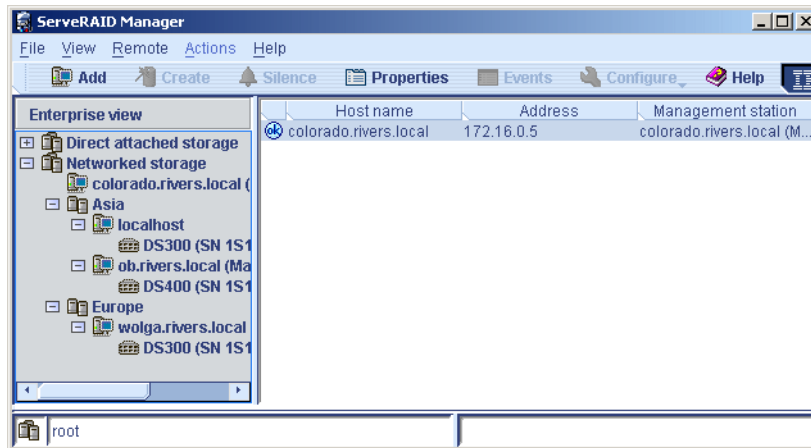 ServeRAID Manager
File View Remote Actions Help
Add Create Silence Properties Events Configure Help
Enterprise view
Host name Address Management station
colorado.rivers.local 172.16.0.5 colorado.rivers.local (M...
Direct attached storage
Networked storage
colorado.rivers.local (
Asia
localhost
DS300 (SN 1S1
ob.rivers.local (Ma
DS400 (SN 1S1
Europe
wolga.rivers.local
DS300 (SN 1S1
root